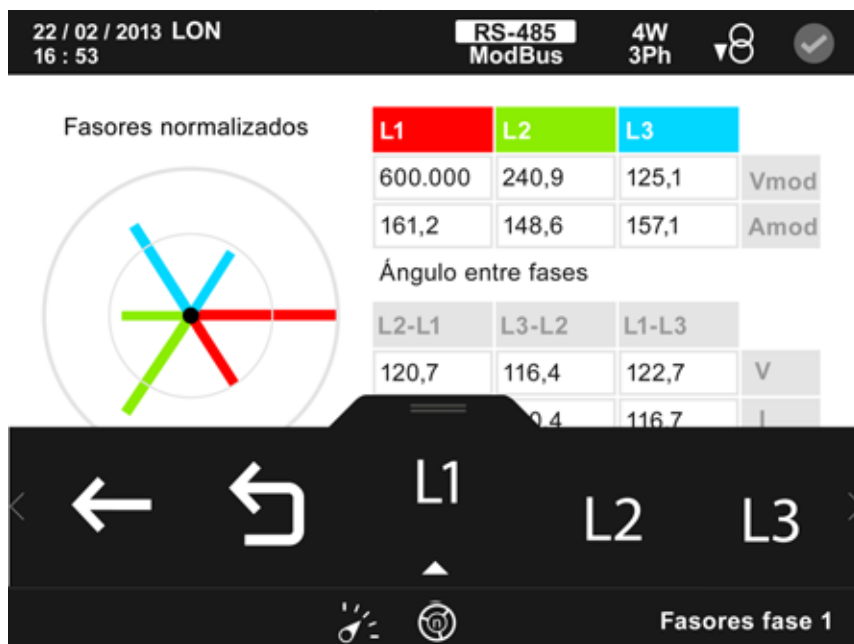 22 / 02 / 2013 LON
16 : 53
RS-485
ModBus
4W
3Ph
Fasores normalizados
L1 L2 L3
600.000 240,9 125,1 Vmod
161,2 148,6 157,1 Amod
Ángulo entre fases
L2-L1 L3-L2 L1-L3
120,7 116,4 122,7 V
116,7 I
L1 L2 L3
n
Fasores fase 1